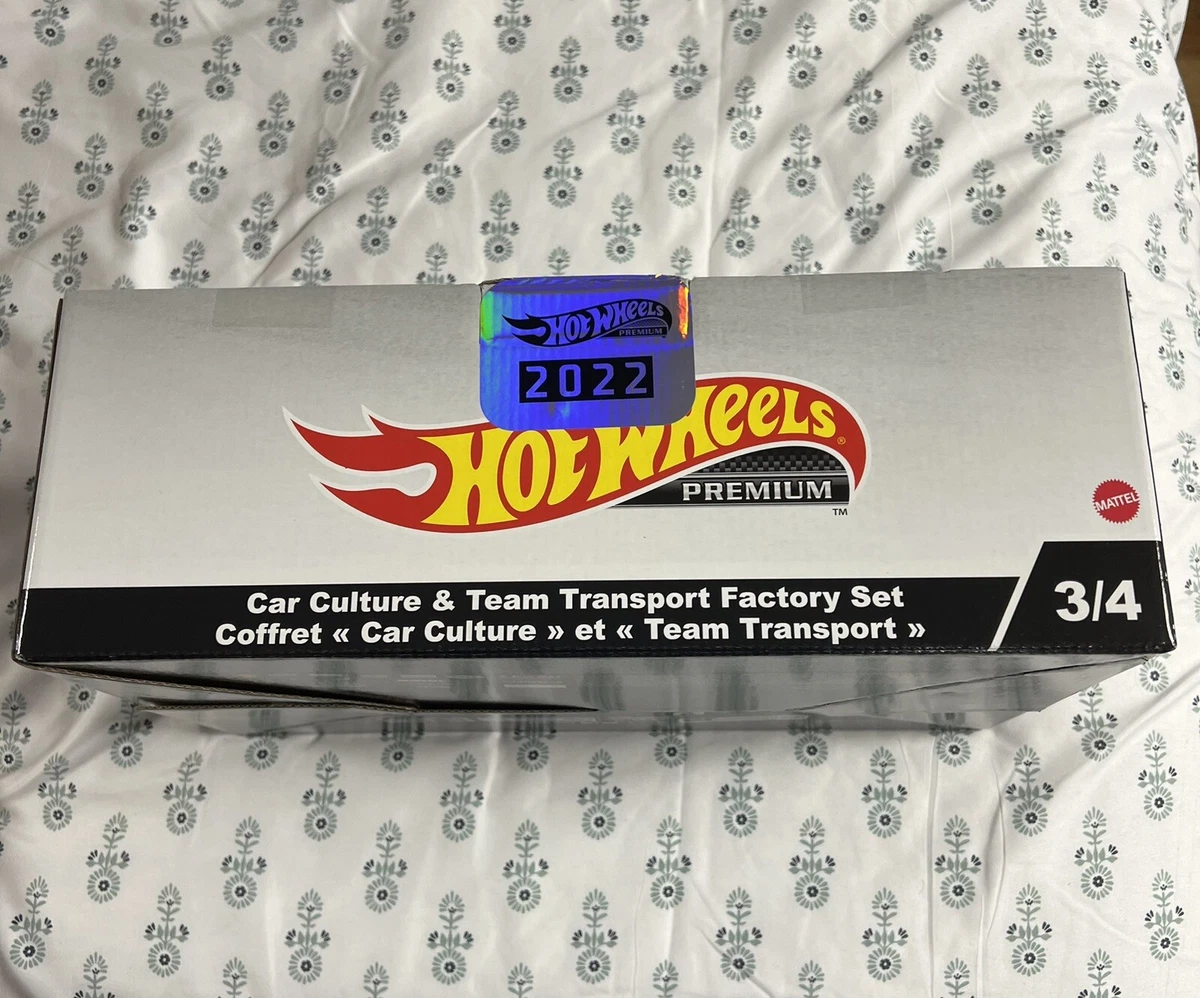 HOT WHEELS
PREMIUM
2022
HOT WHEELS®
PREMIUM
TM
MATTEL
Car Culture & Team Transport Factory Set
Coffret « Car Culture » et « Team Transport »
3/4